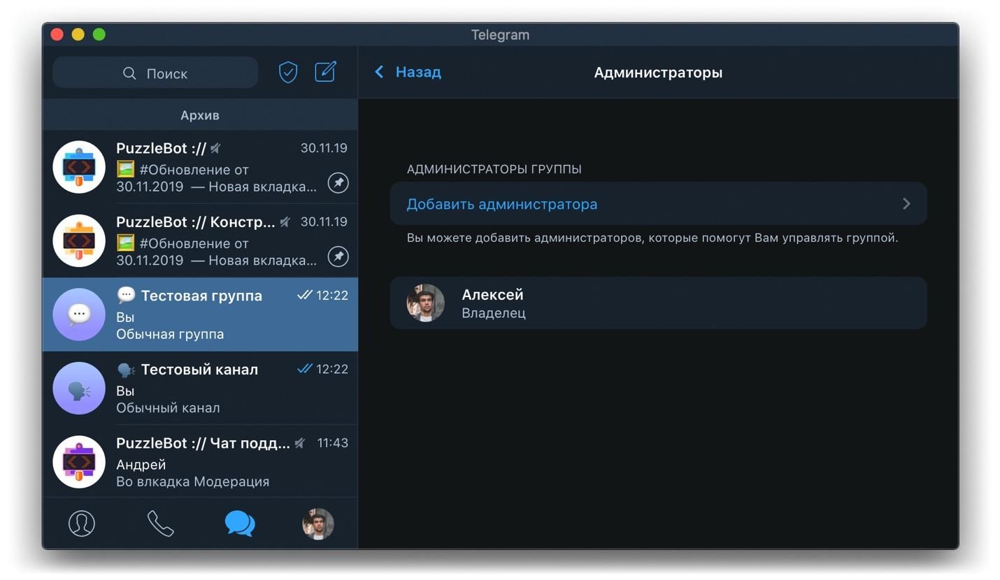 Telegram
Поиск
Назад
Администраторы
Архив
PuzzleBot ://
30.11.19
#Обновление от
30.11.2019 — Новая вкладка...
PuzzleBot :// Констр...
30.11.19
#Обновление от
30.11.2019 — Новая вкладка...
Тестовая группа
12:22
Вы
Обычная группа
Тестовый канал
12:22
Вы
Обычный канал
PuzzleBot :// Чат подд...
11:43
Андрей
Во влкадка Модерация
АДМИНИСТРАТОРЫ ГРУППЫ
Добавить администратора
Вы можете добавить администраторов, которые помогут Вам управлять группой.
Алексей
Владелец